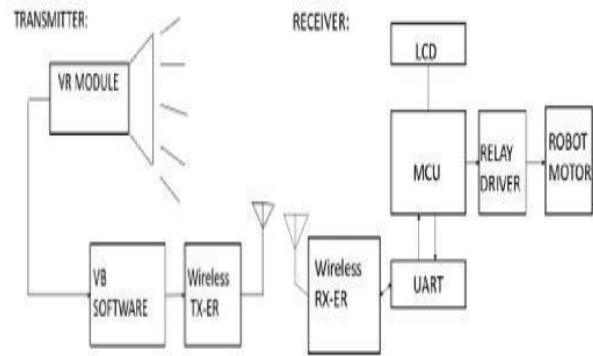 TRANSMITTER:
VR MODULE
VB
SOFTWARE
Wireless
TX-ER
RECEIVER:
LCD
MCU
RELAY
DRIVER
ROBOT
MOTOR
Wireless
RX-ER
UART